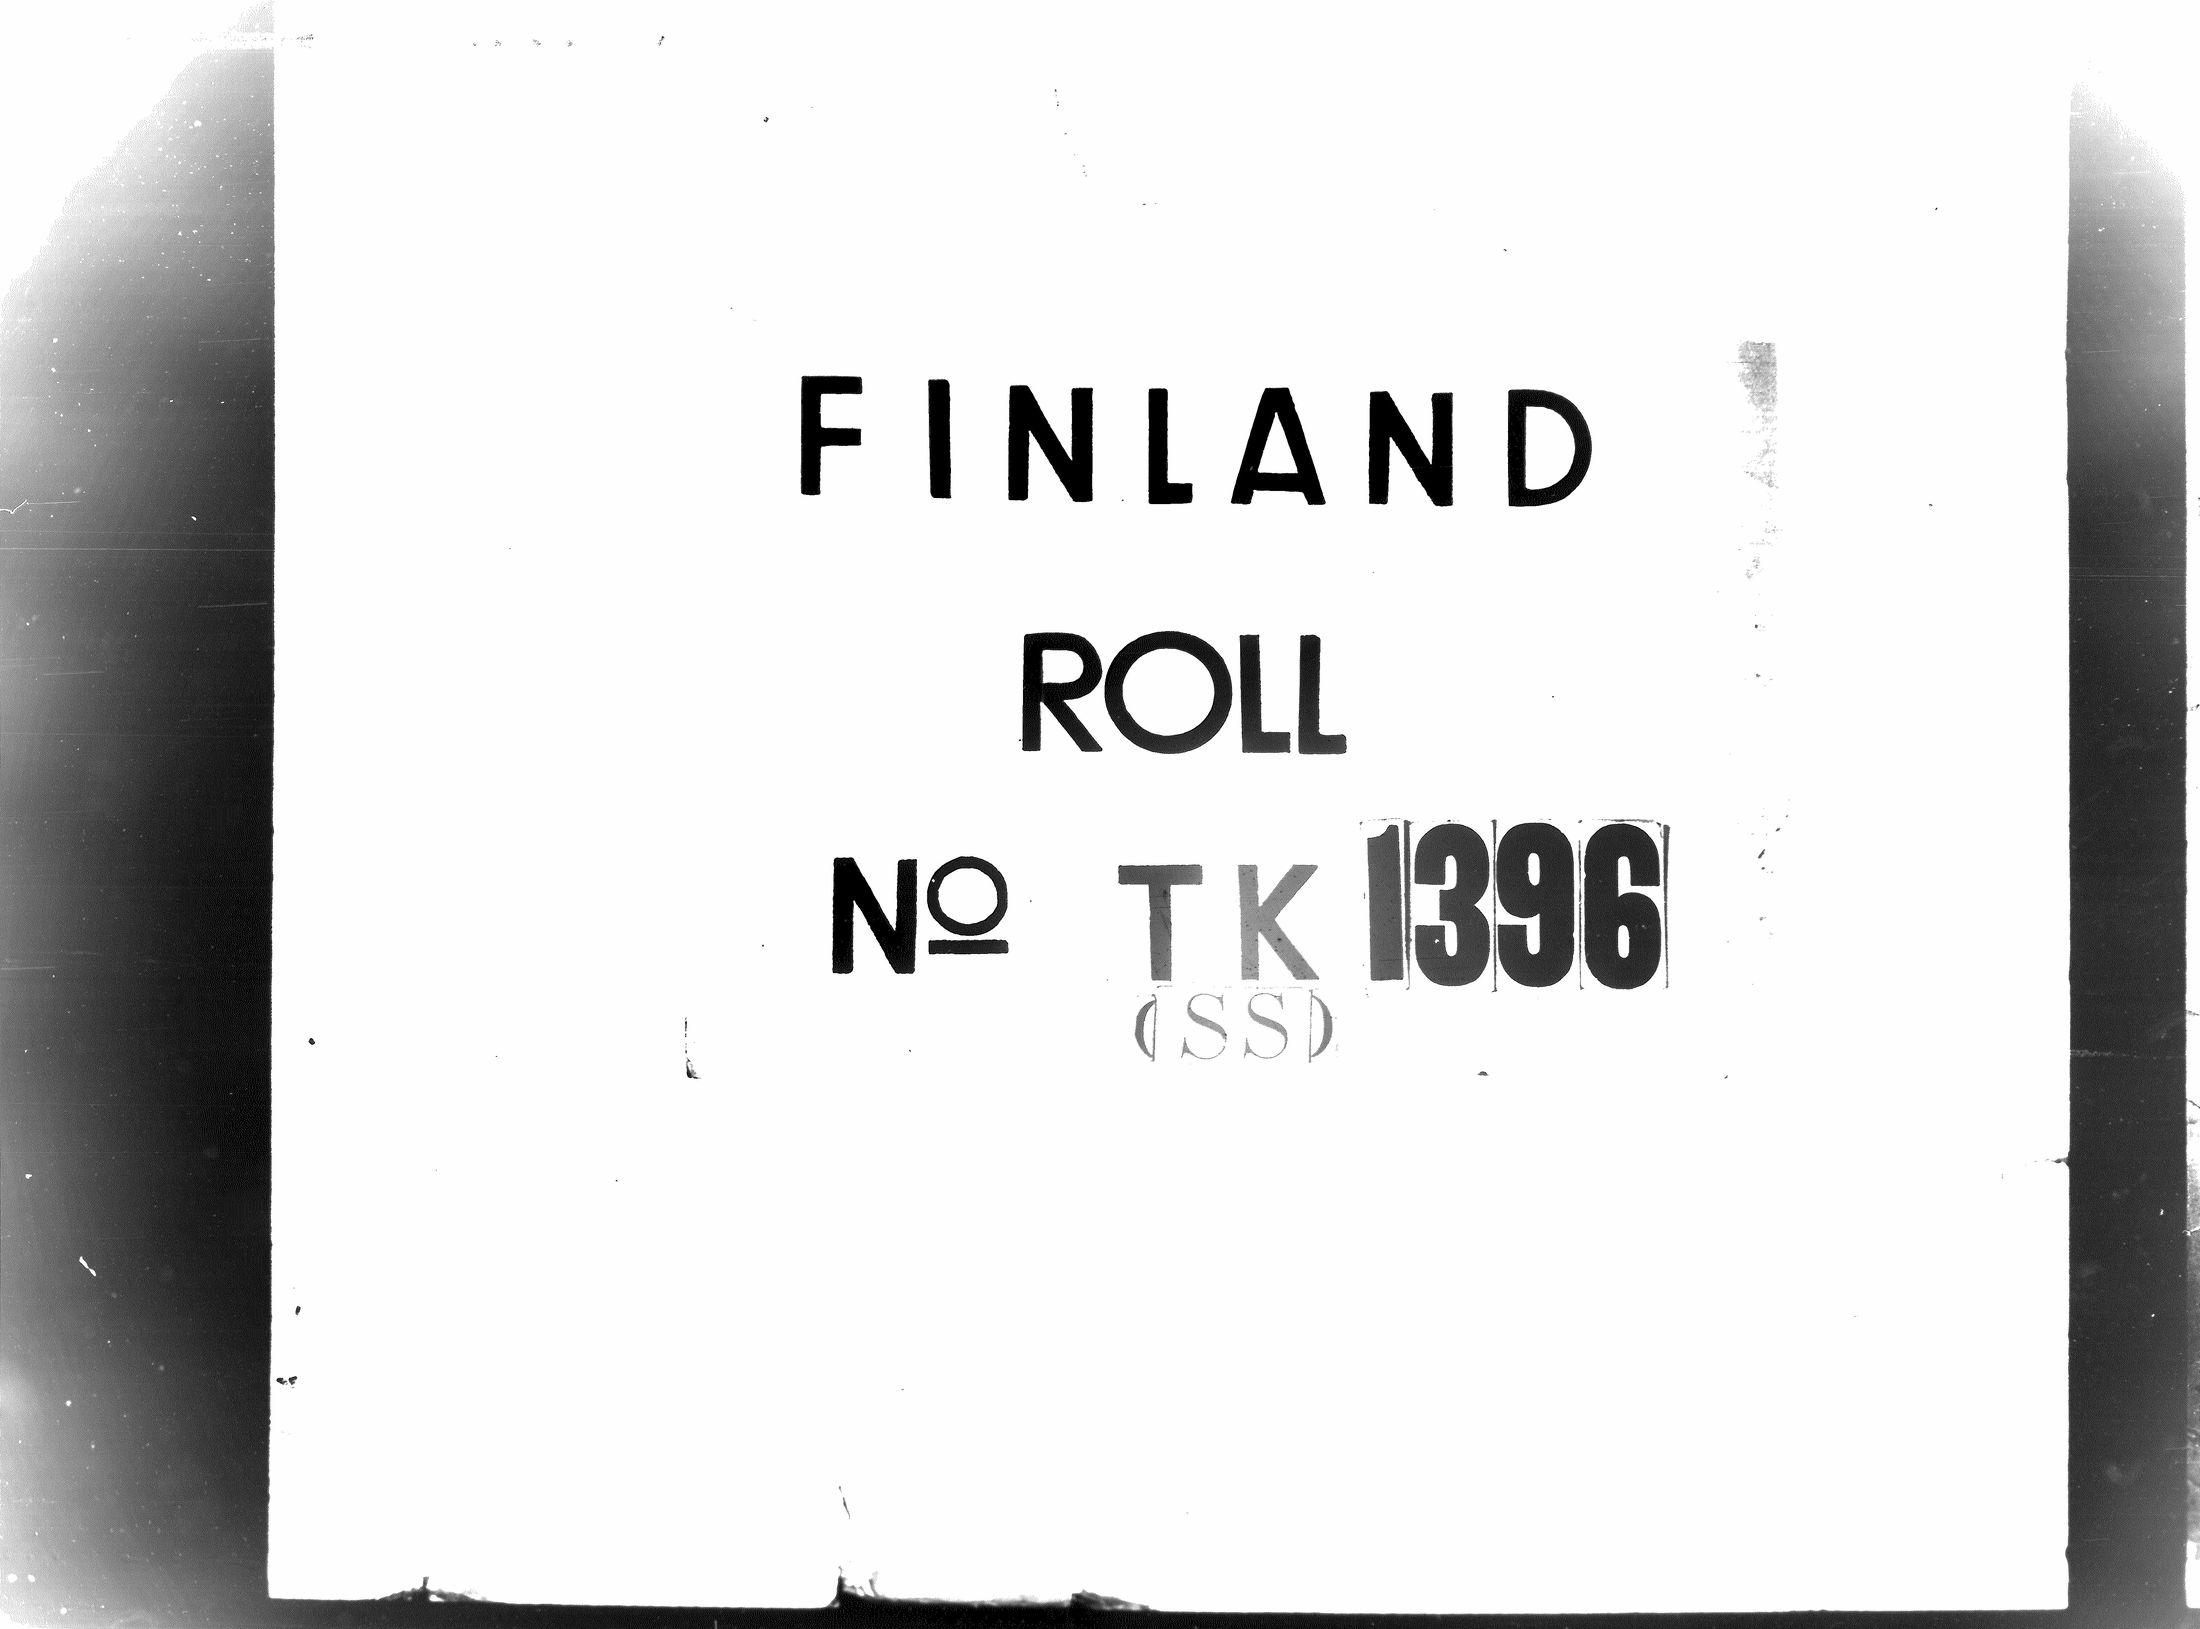 FINLAND
ROLL
Nº TK 1396
(SS)